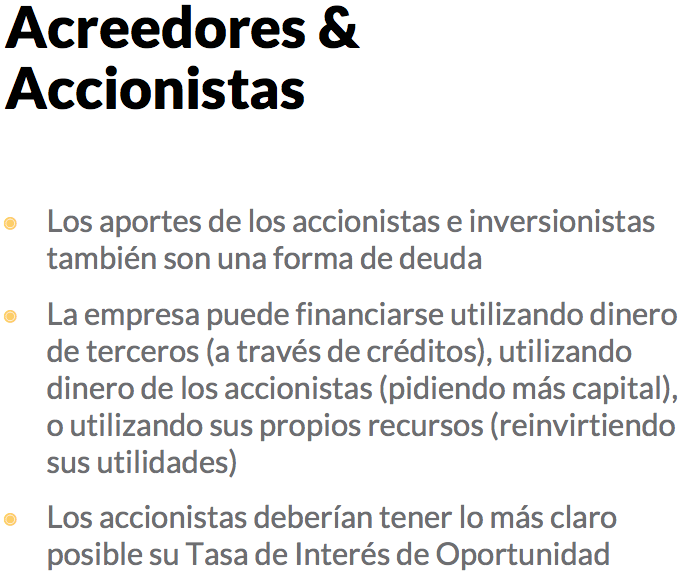 Acreedores &
Accionistas
Los aportes de los accionistas e inversionistas
también son una forma de deuda
La empresa puede financiarse utilizando dinero
de terceros (a través de créditos), utilizando
dinero de los accionistas (pidiendo más capital),
o utilizando sus propios recursos (reinvirtiendo
sus utilidades)
Los accionistas deberían tener lo más claro
posible su Tasa de Interés de Oportunidad